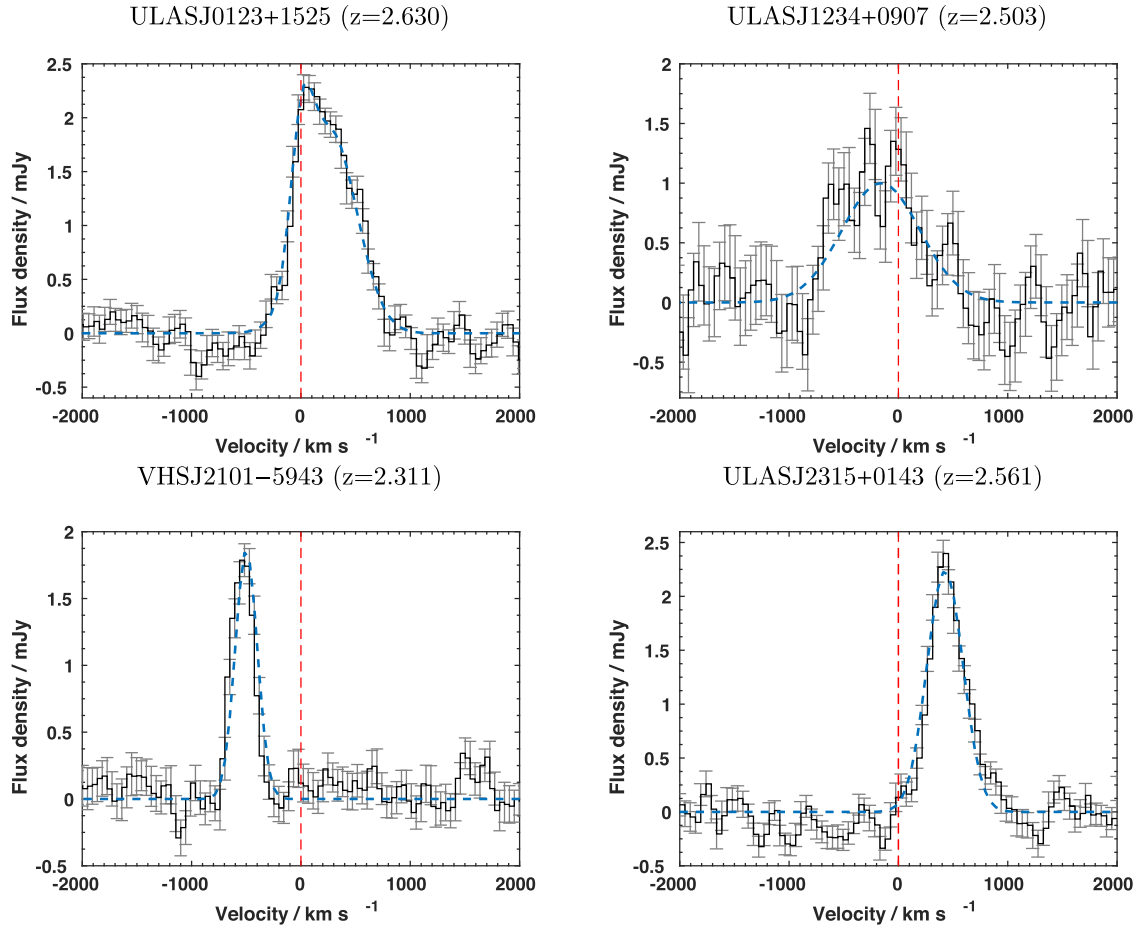 ULASJ0123+1525 (z=2.630)
2.5
2
1.5
1
0.5
0
-0.5
Flux density / mJy
-2000 -1000 0 1000 2000
Velocity / km s -1
ULASJ1234+0907 (z=2.503)
2
1.5
1
0.5
0
-0.5
Flux density / mJy
-2000 -1000 0 1000 2000
Velocity / km s -1
VHSJ2101−5943 (z=2.311)
2
1.5
1
0.5
0
-0.5
Flux density / mJy
-2000 -1000 0 1000 2000
Velocity / km s -1
ULASJ2315+0143 (z=2.561)
2.5
2
1.5
1
0.5
0
-0.5
Flux density / mJy
-2000 -1000 0 1000 2000
Velocity / km s -1